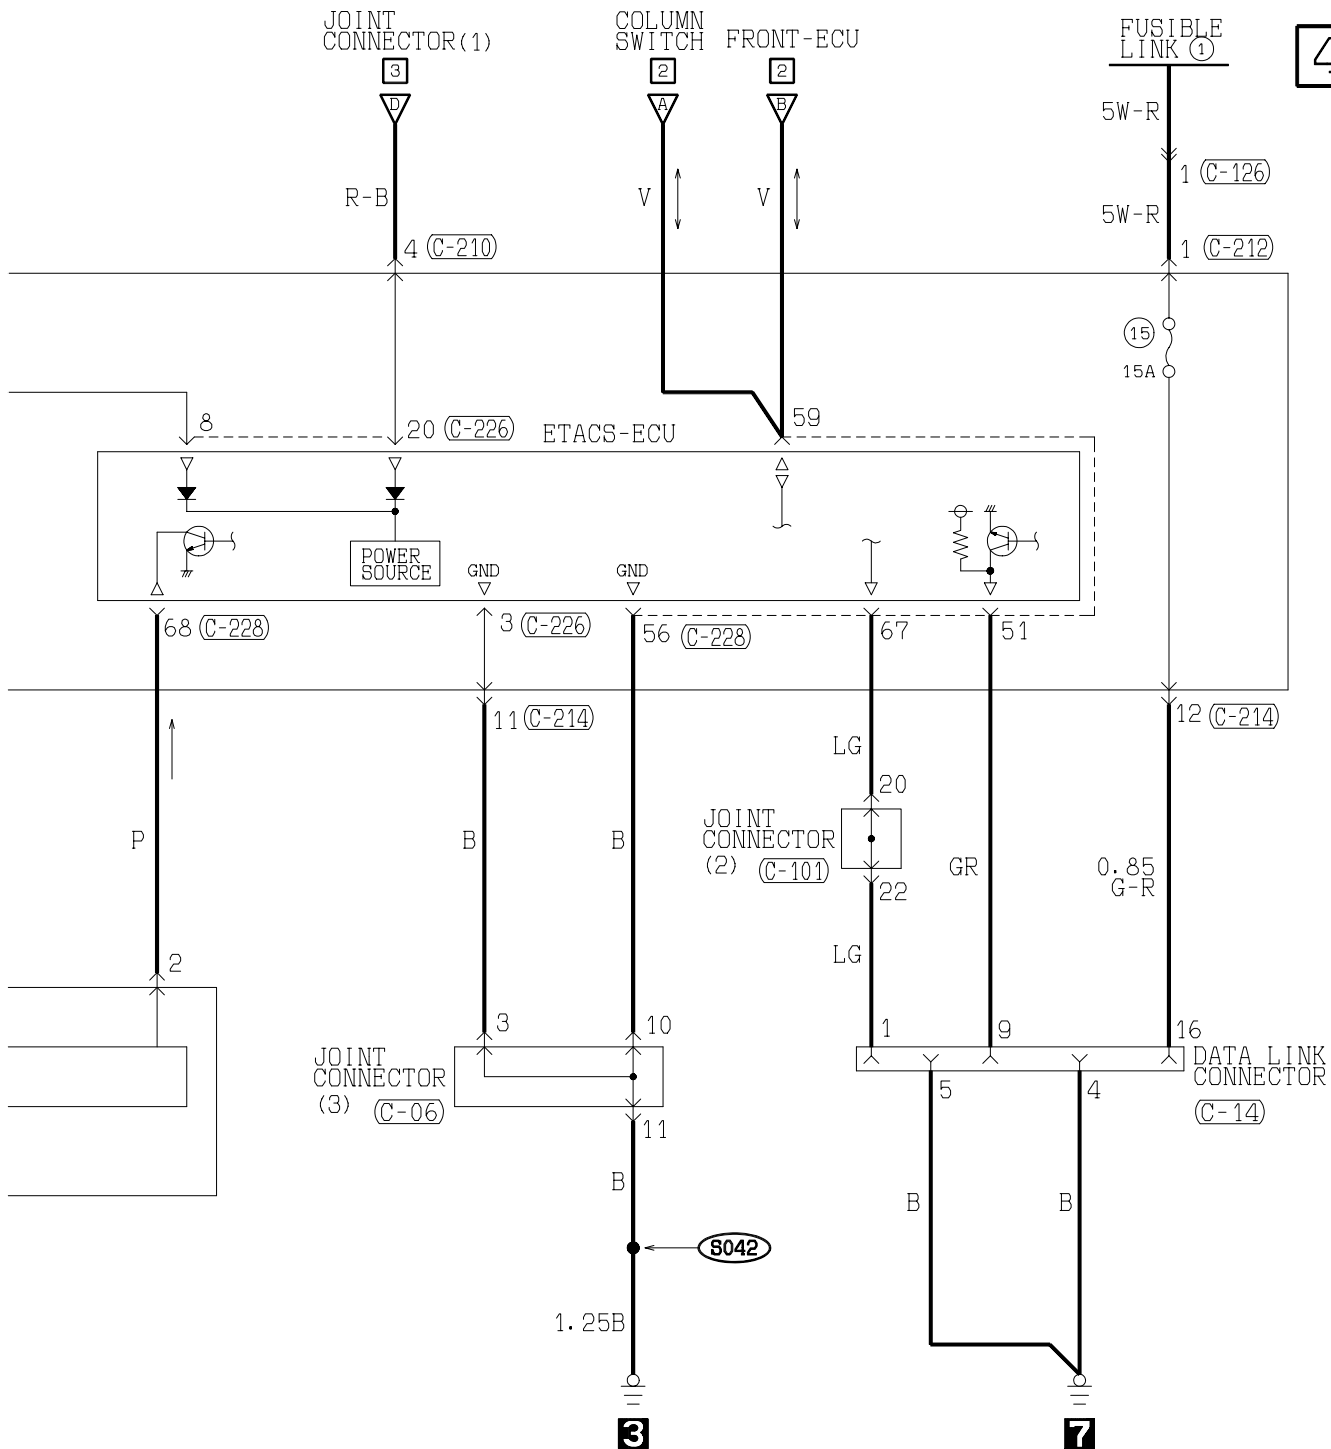 JOINT
CONNECTOR(1)
COLUMN
SWITCH
FRONT-ECU
FUSIBLE
LINK 1
4
3
2
2
D
A
B
5W-R
1 C-126
R-B
V
V
5W-R
4 C-210
1 C-212
15
15A
8
20 C-226
ETACS-ECU
59
POWER
SOURCE
GND
GND
68 C-228
3 C-226
56 C-228
67
51
11 C-214
12 C-214
LG
20
P
B
B
JOINT
CONNECTOR
(2) C-101
GR
0.85
G-R
22
LG
2
3
10
1
9
16
JOINT
CONNECTOR
(3) C-06
DATA LINK
CONNECTOR
C-14
5
4
11
B
B
B
S042
1.25B
3
7